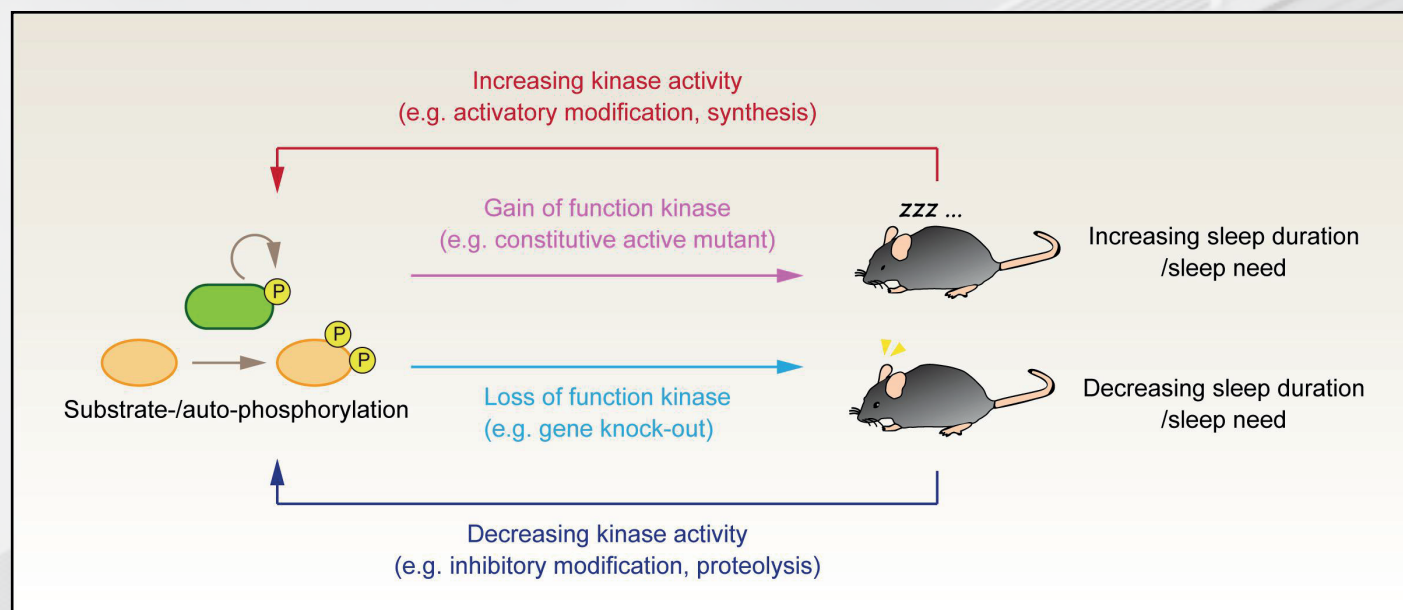 Increasing kinase activity
(e.g. activatory modification, synthesis)
Gain of function kinase
(e.g. constitutive active mutant)
zzz ...
Increasing sleep duration
/sleep need
P
P
P
Substrate-/auto-phosphorylation
Loss of function kinase
(e.g. gene knock-out)
Decreasing sleep duration
/sleep need
Decreasing kinase activity
(e.g. inhibitory modification, proteolysis)